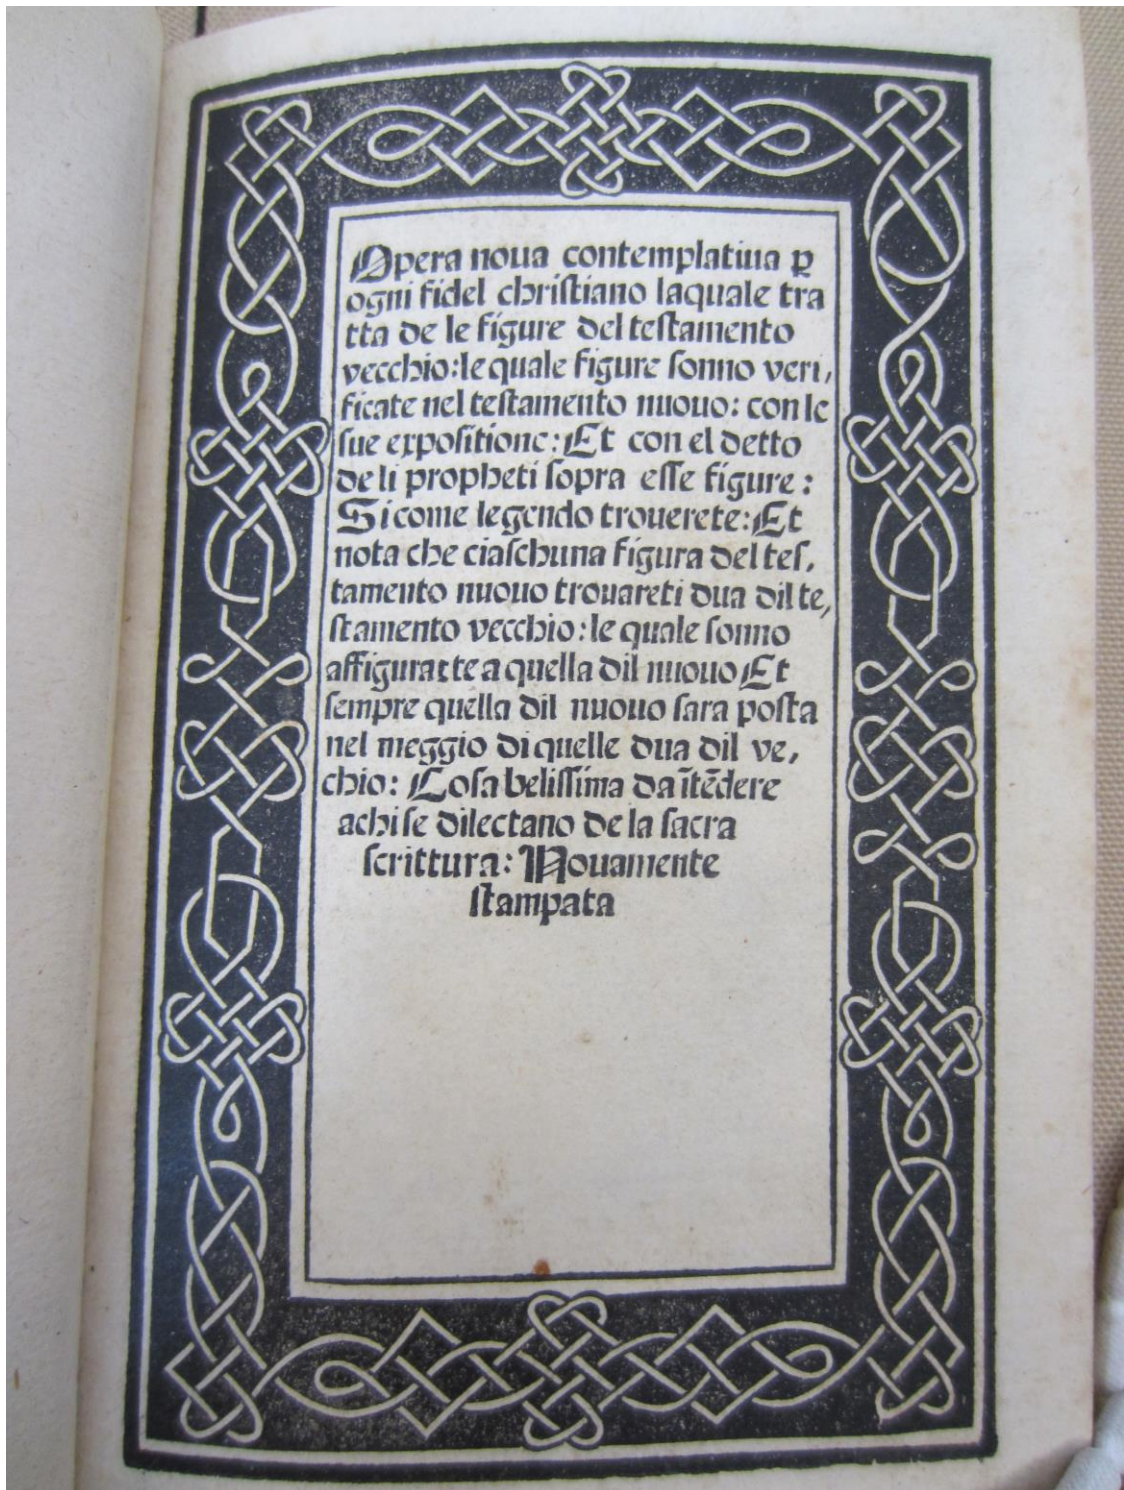 Opera noua contemplatiua ꝑ
ogni fidel chriſtiano laquale tra
tta de le figure del teſtamento
vecchio:le quale figure ſonno veri,
ficate nel teſtamento nuouo: con le
ſue expoſitione: Et con el detto
de li propheti ſopra eſſe figure:
Si come legendo trouerete: Et
nota che ciaſchuna figura del teſ,
tamento nuouo trouareti dua dil te,
ſtamento vecchio:le quale ſonno
affiguratte a quella dil nuouo Et
ſempre quella dil nuouo ſara poſta
nel meggio di quelle dua dil ve,
chio: Coſa beliſſima da ītēdere
achi ſe dilectano de la ſacra
ſcrittura: Nouamente
ſtampata